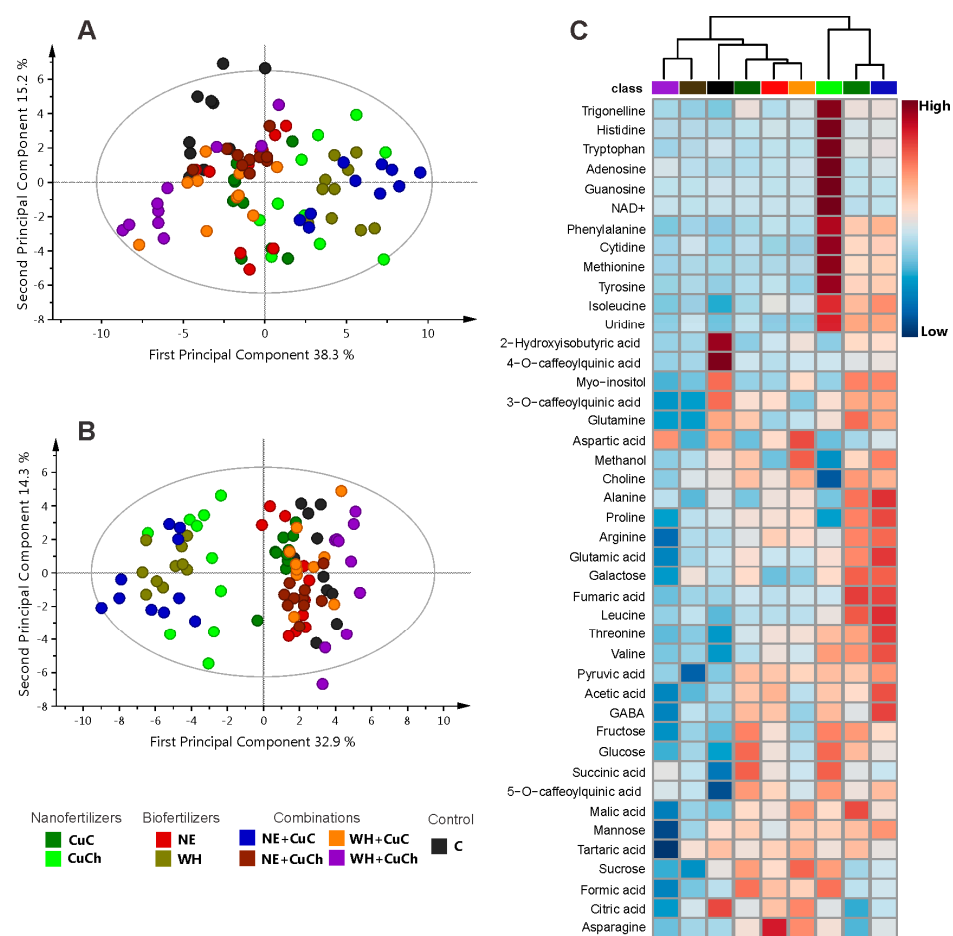 A
Second Principal Component 15.2 %
6
4
2
0
-2
-4
-6
-8
-10
-5
0
5
10
First Principal Component 38.3 %
B
Second Principal Component 14.3 %
6
4
2
0
-2
-4
-6
-8
-10
-8
-6
-4
-2
0
2
4
6
8
10
First Principal Component 32.9 %
Nanofertilizers
Biofertilizers
Combinations
Control
CuC
NE
NE+CuC
WH+CuC
C
CuCh
WH
NE+CuCh
WH+CuCh
C
class
High
Low
Trigonelline
Histidine
Tryptophan
Adenosine
Guanosine
NAD+
Phenylalanine
Cytidine
Methionine
Tyrosine
Isoleucine
Uridine
2-Hydroxyisobutyric acid
4-O-caffeoylquinic acid
Myo-inositol
3-O-caffeoylquinic acid
Glutamine
Aspartic acid
Methanol
Choline
Alanine
Proline
Arginine
Glutamic acid
Galactose
Fumaric acid
Leucine
Threonine
Valine
Pyruvic acid
Acetic acid
GABA
Fructose
Glucose
Succinic acid
5-O-caffeoylquinic acid
Malic acid
Mannose
Tartaric acid
Sucrose
Formic acid
Citric acid
Asparagine